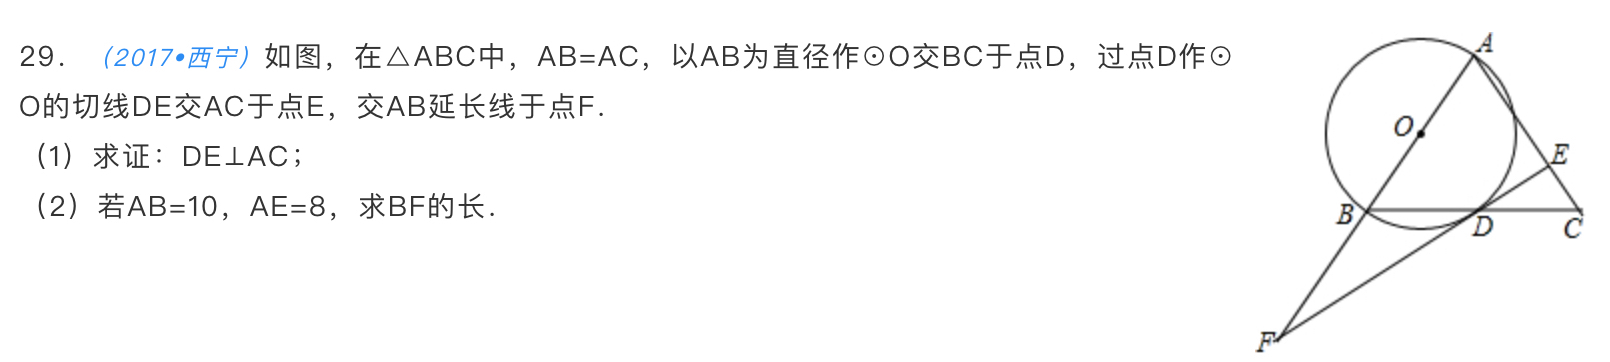 29. （2017•西宁）如图，在△ABC中，AB=AC，以AB为直径作⊙O交BC于点D，过点D作⊙
O的切线DE交AC于点E，交AB延长线于点F.
（1）求证：DE⊥AC；
（2）若AB=10，AE=8，求BF的长.
A
O
E
B
D
C
F